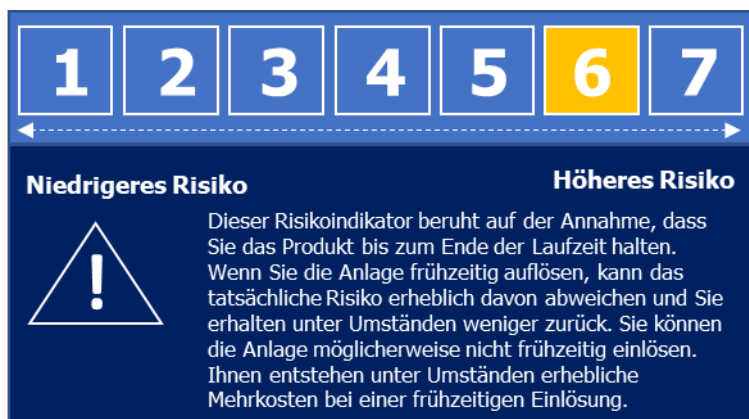 1 2 3 4 5 6 7
Niedrigeres Risiko
Höheres Risiko
!
Dieser Risikoindikator beruht auf der Annahme, dass
Sie das Produkt bis zum Ende der Laufzeit halten.
Wenn Sie die Anlage frühzeitig auflösen, kann das
tatsächliche Risiko erheblich davon abweichen und Sie
erhalten unter Umständen weniger zurück. Sie können
die Anlage möglicherweise nicht frühzeitig einlösen.
Ihnen entstehen unter Umständen erhebliche
Mehrkosten bei einer frühzeitigen Einlösung.